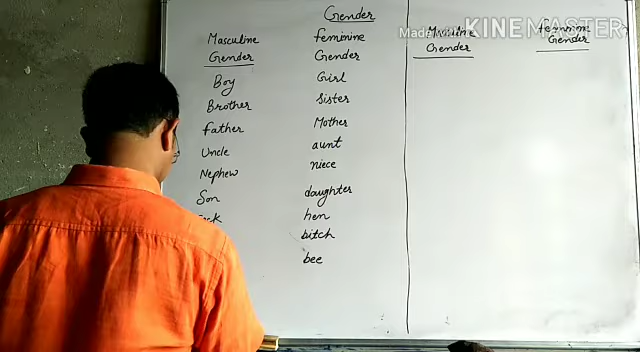 Gender
Masculine Gender
feminine Gender
Boy Girl
Brother Sister
father Mother
Uncle aunt
Nephew niece
Son daughter
hen
bitch
bee
Masculine Gender
feminine Gender
Made with KINEMASTER